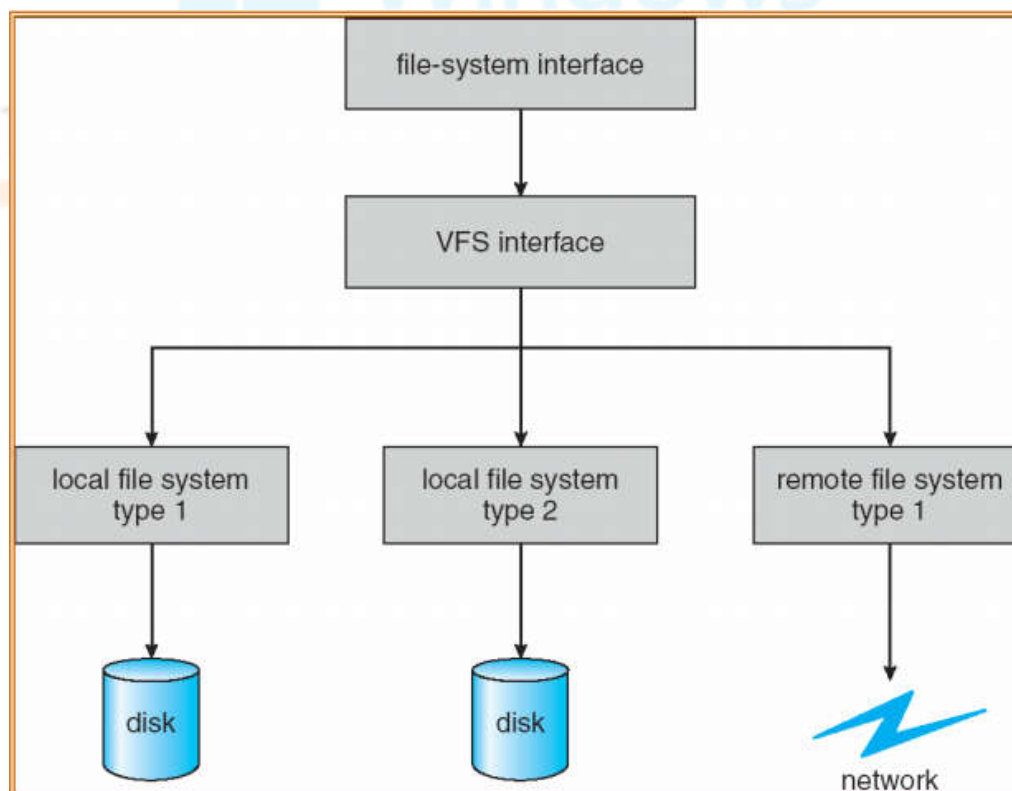 file-system interface
VFS interface
local file system
type 1
local file system
type 2
remote file system
type 1
disk
disk
network